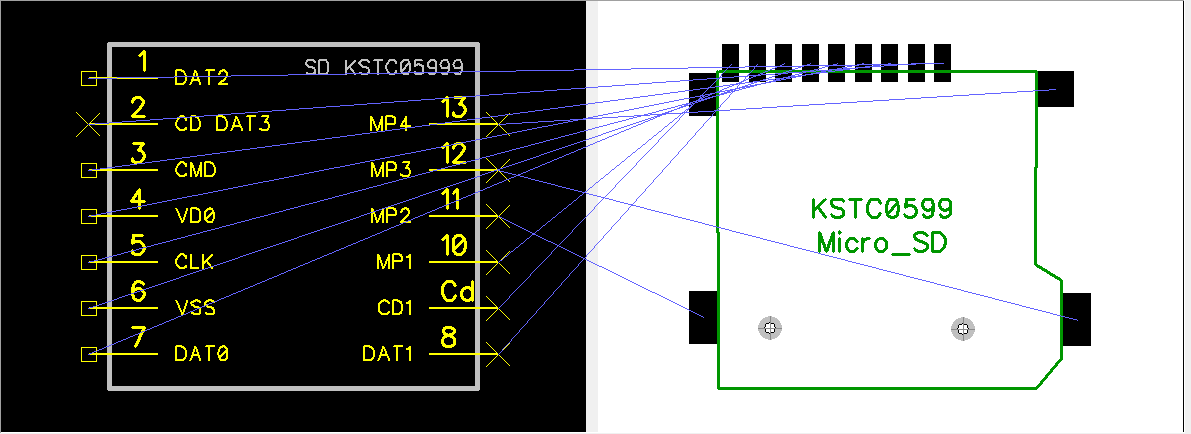 SD KSTC05999
1 DAT2
2 CD DAT3
3 CMD
4 VD0
5 CLK
6 VSS
7 DAT0
MP4 13
MP3 12
MP2 11
MP1 10
CD1 Cd
DAT1 8
KSTC0599
Micro_SD